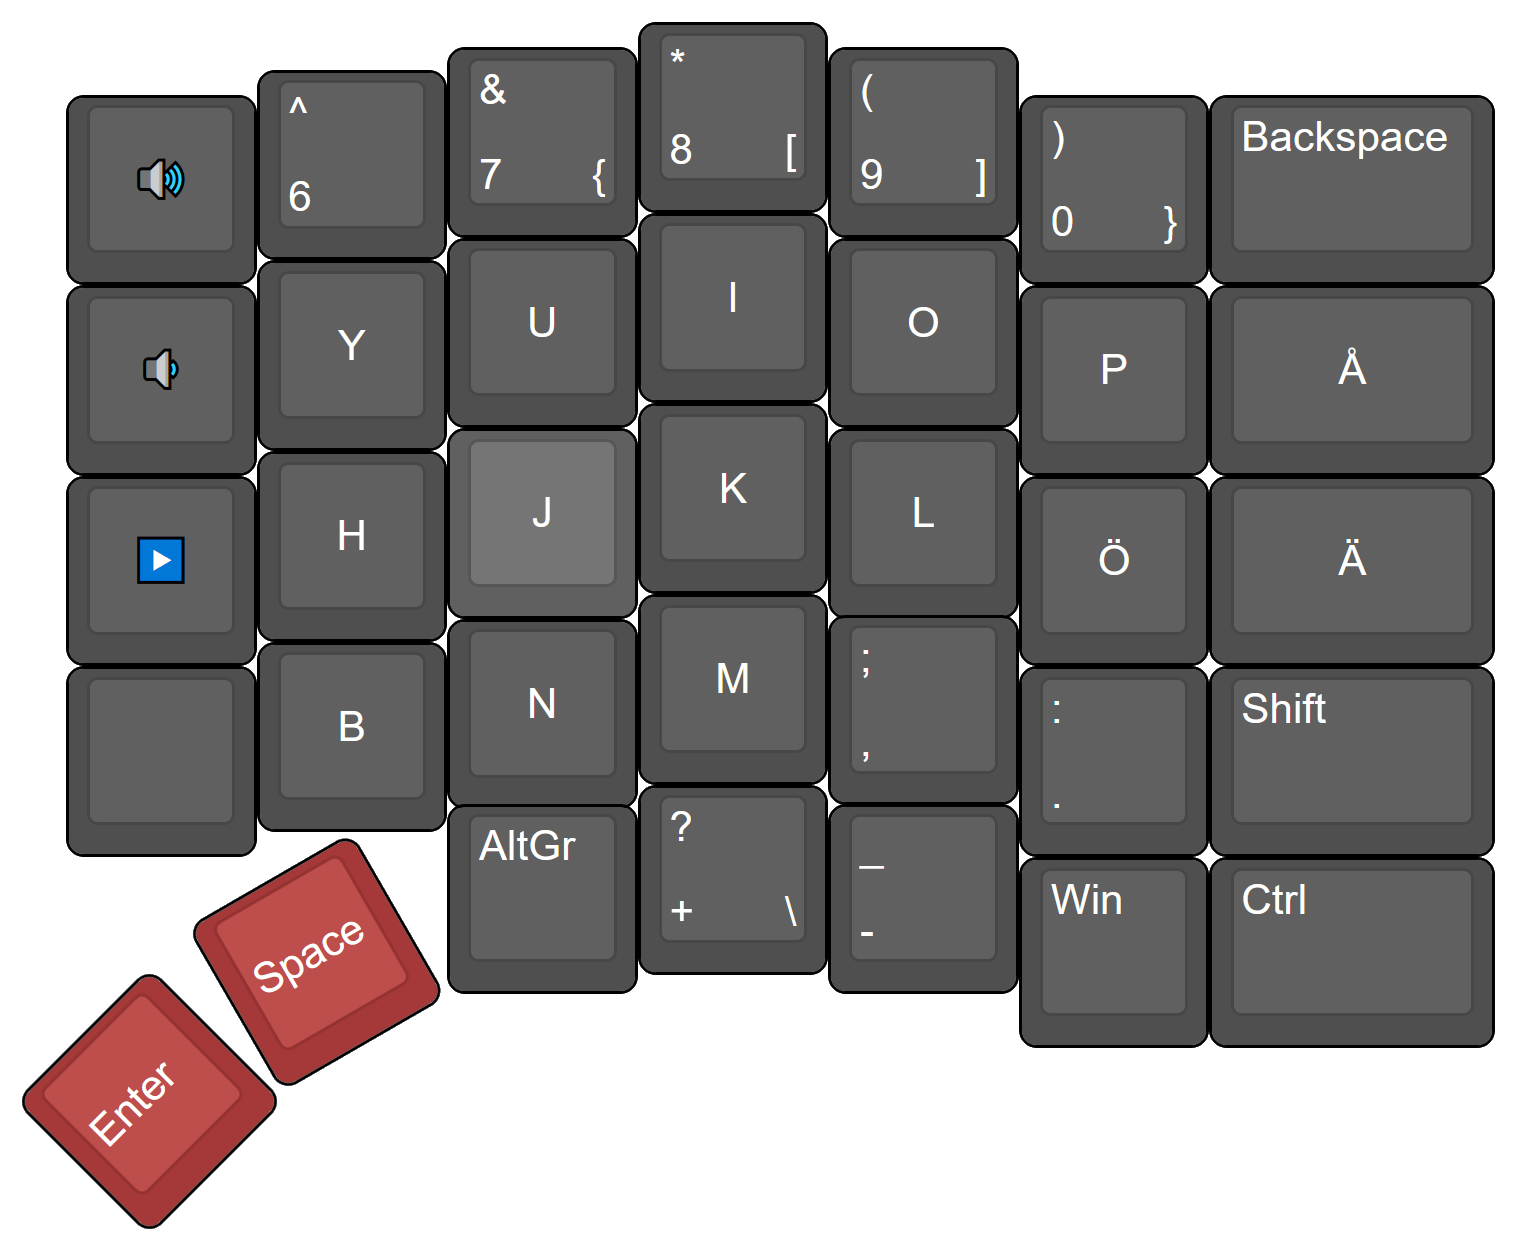 ^
6
&
7 {
*
8 [
(
9 ]
)
0 }
Backspace
Y
U
I
O
P
Å
H
J
K
L
Ö
Ä
B
N
M
;
,
:
.
Shift
AltGr
?
+ \
_
-
Win
Ctrl
Space
Enter